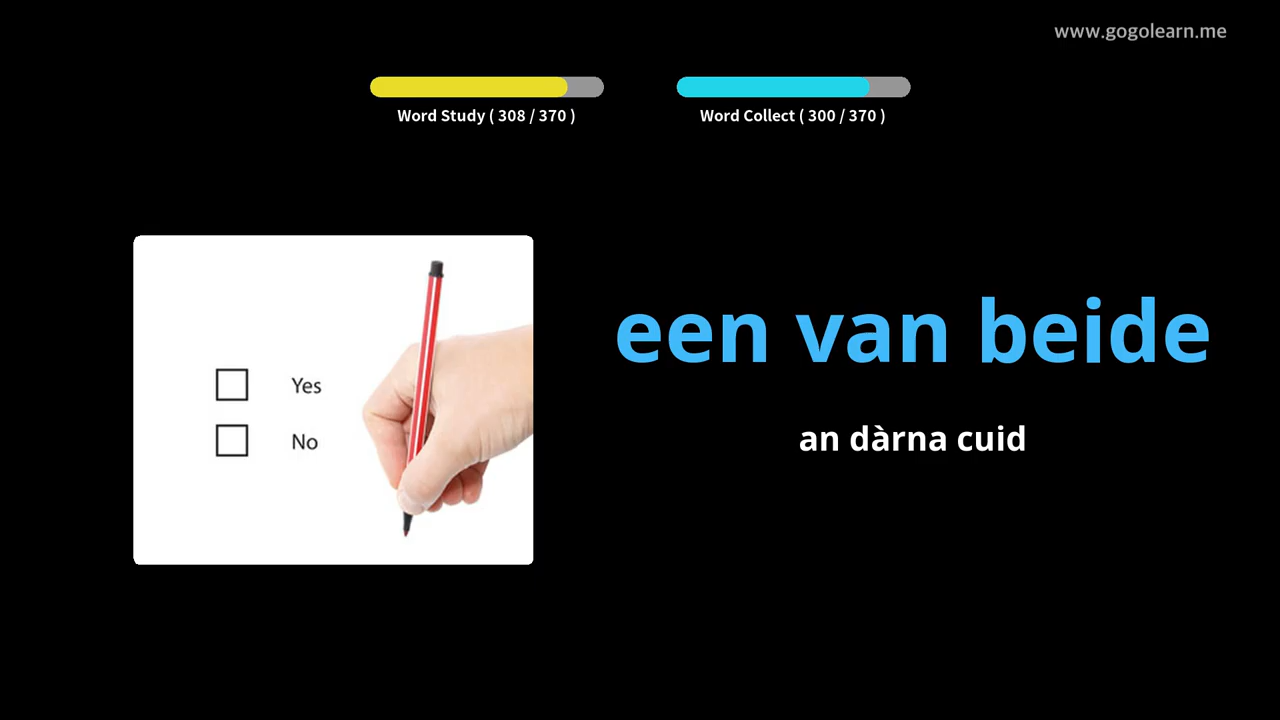 www.gogolearn.me
Word Study ( 308 / 370 )
Word Collect ( 300 / 370 )
een van beide
an dàrna cuid
Yes
No